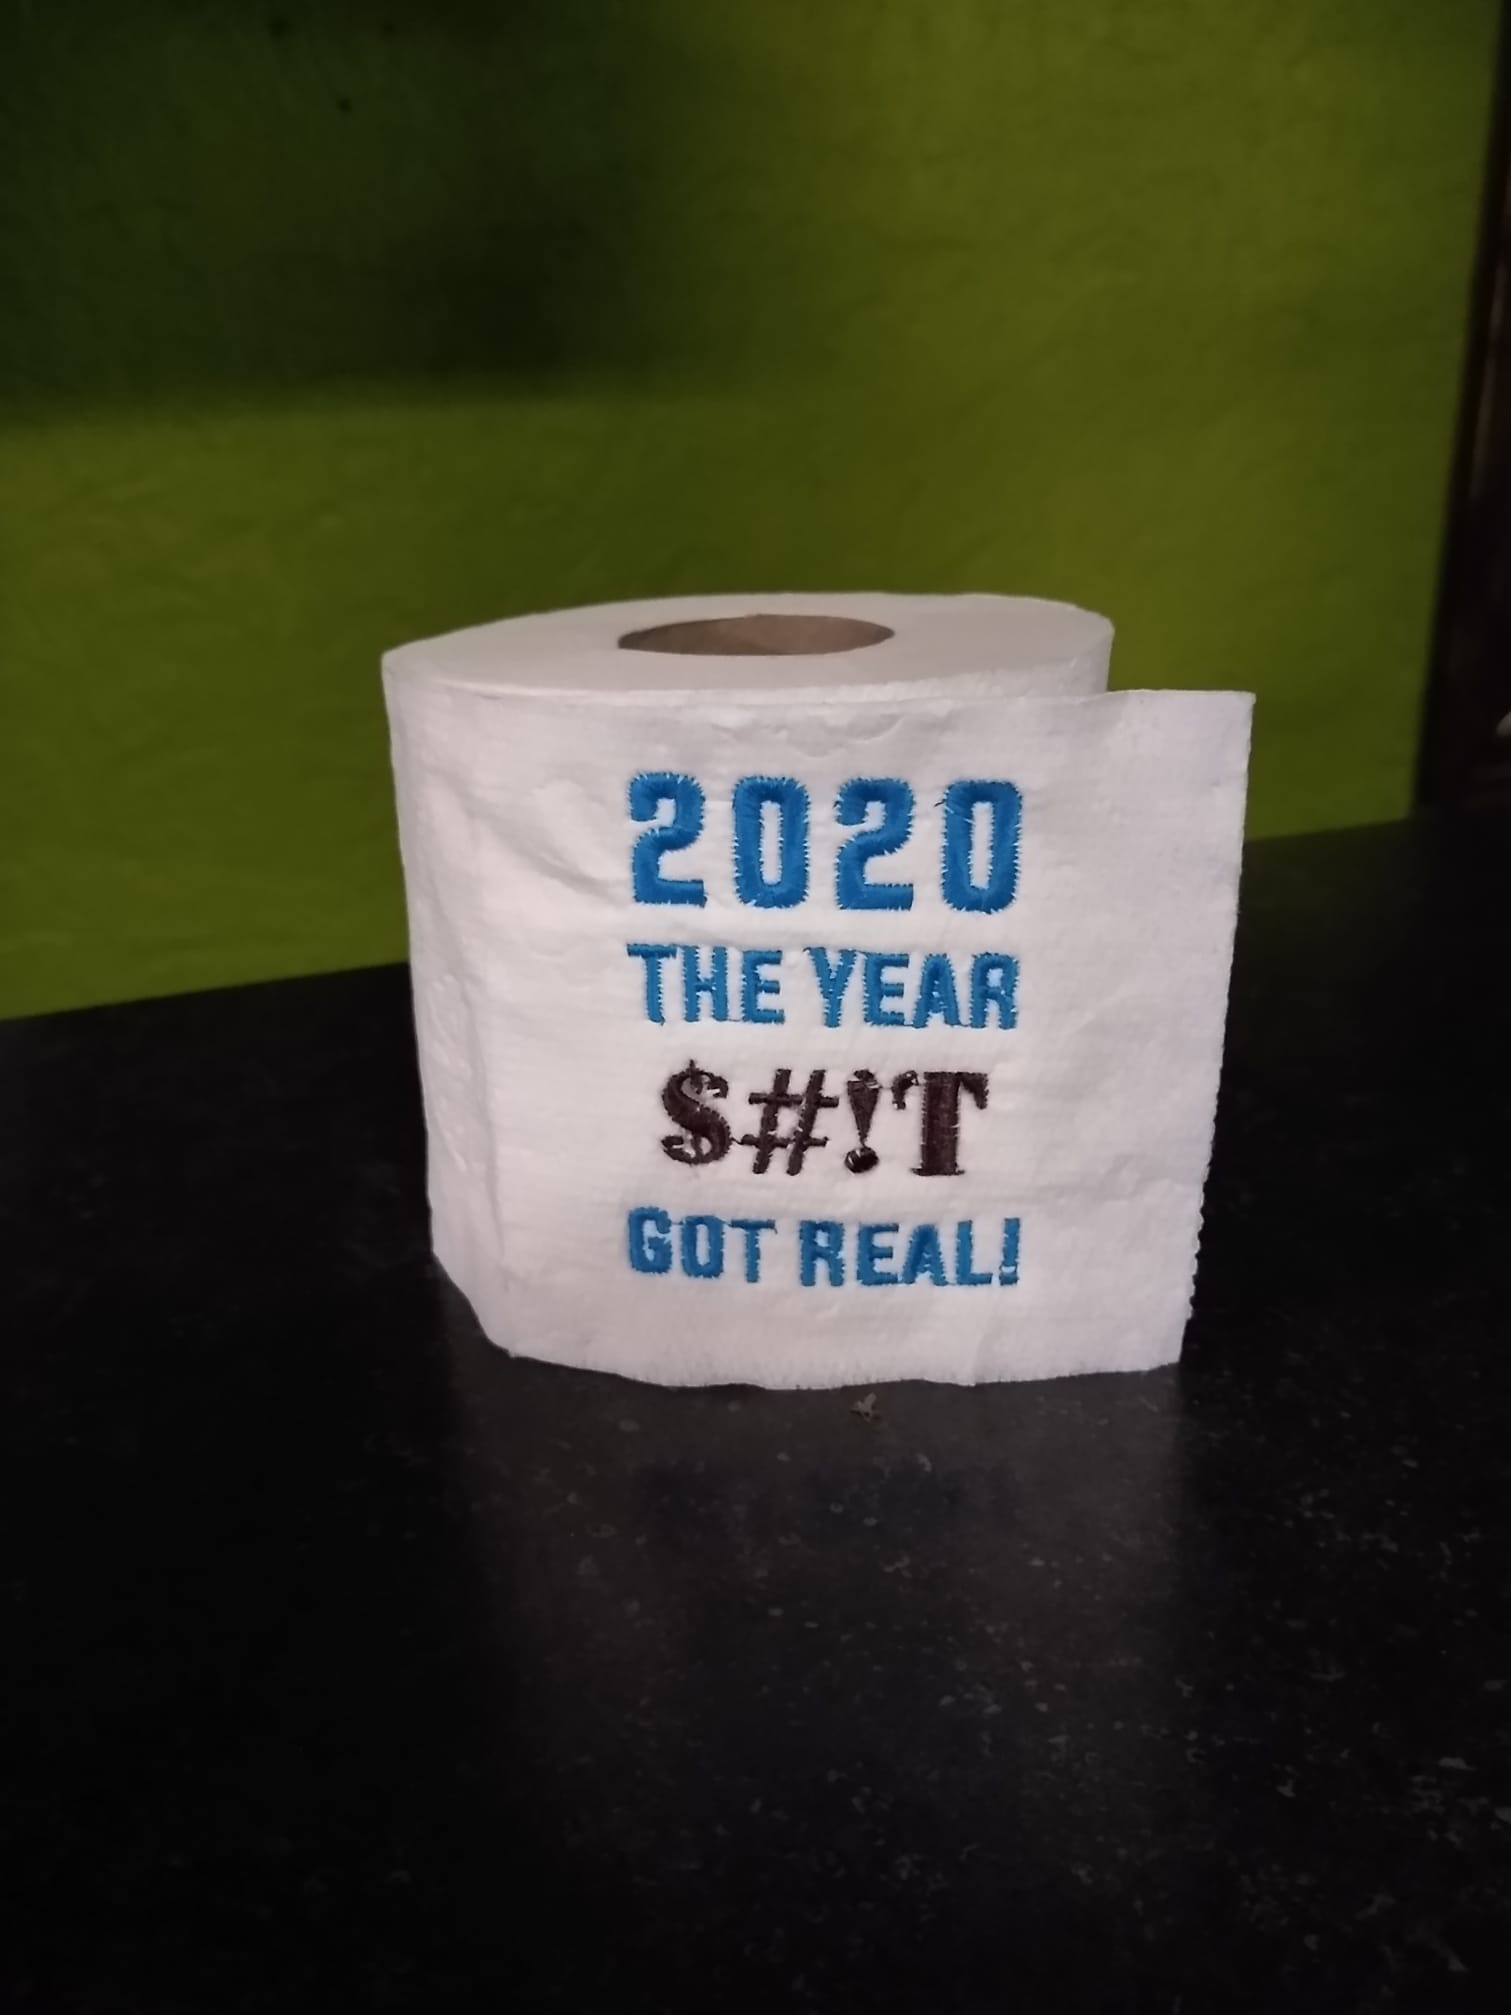 2020
THE YEAR
$#!T
GOT REAL!